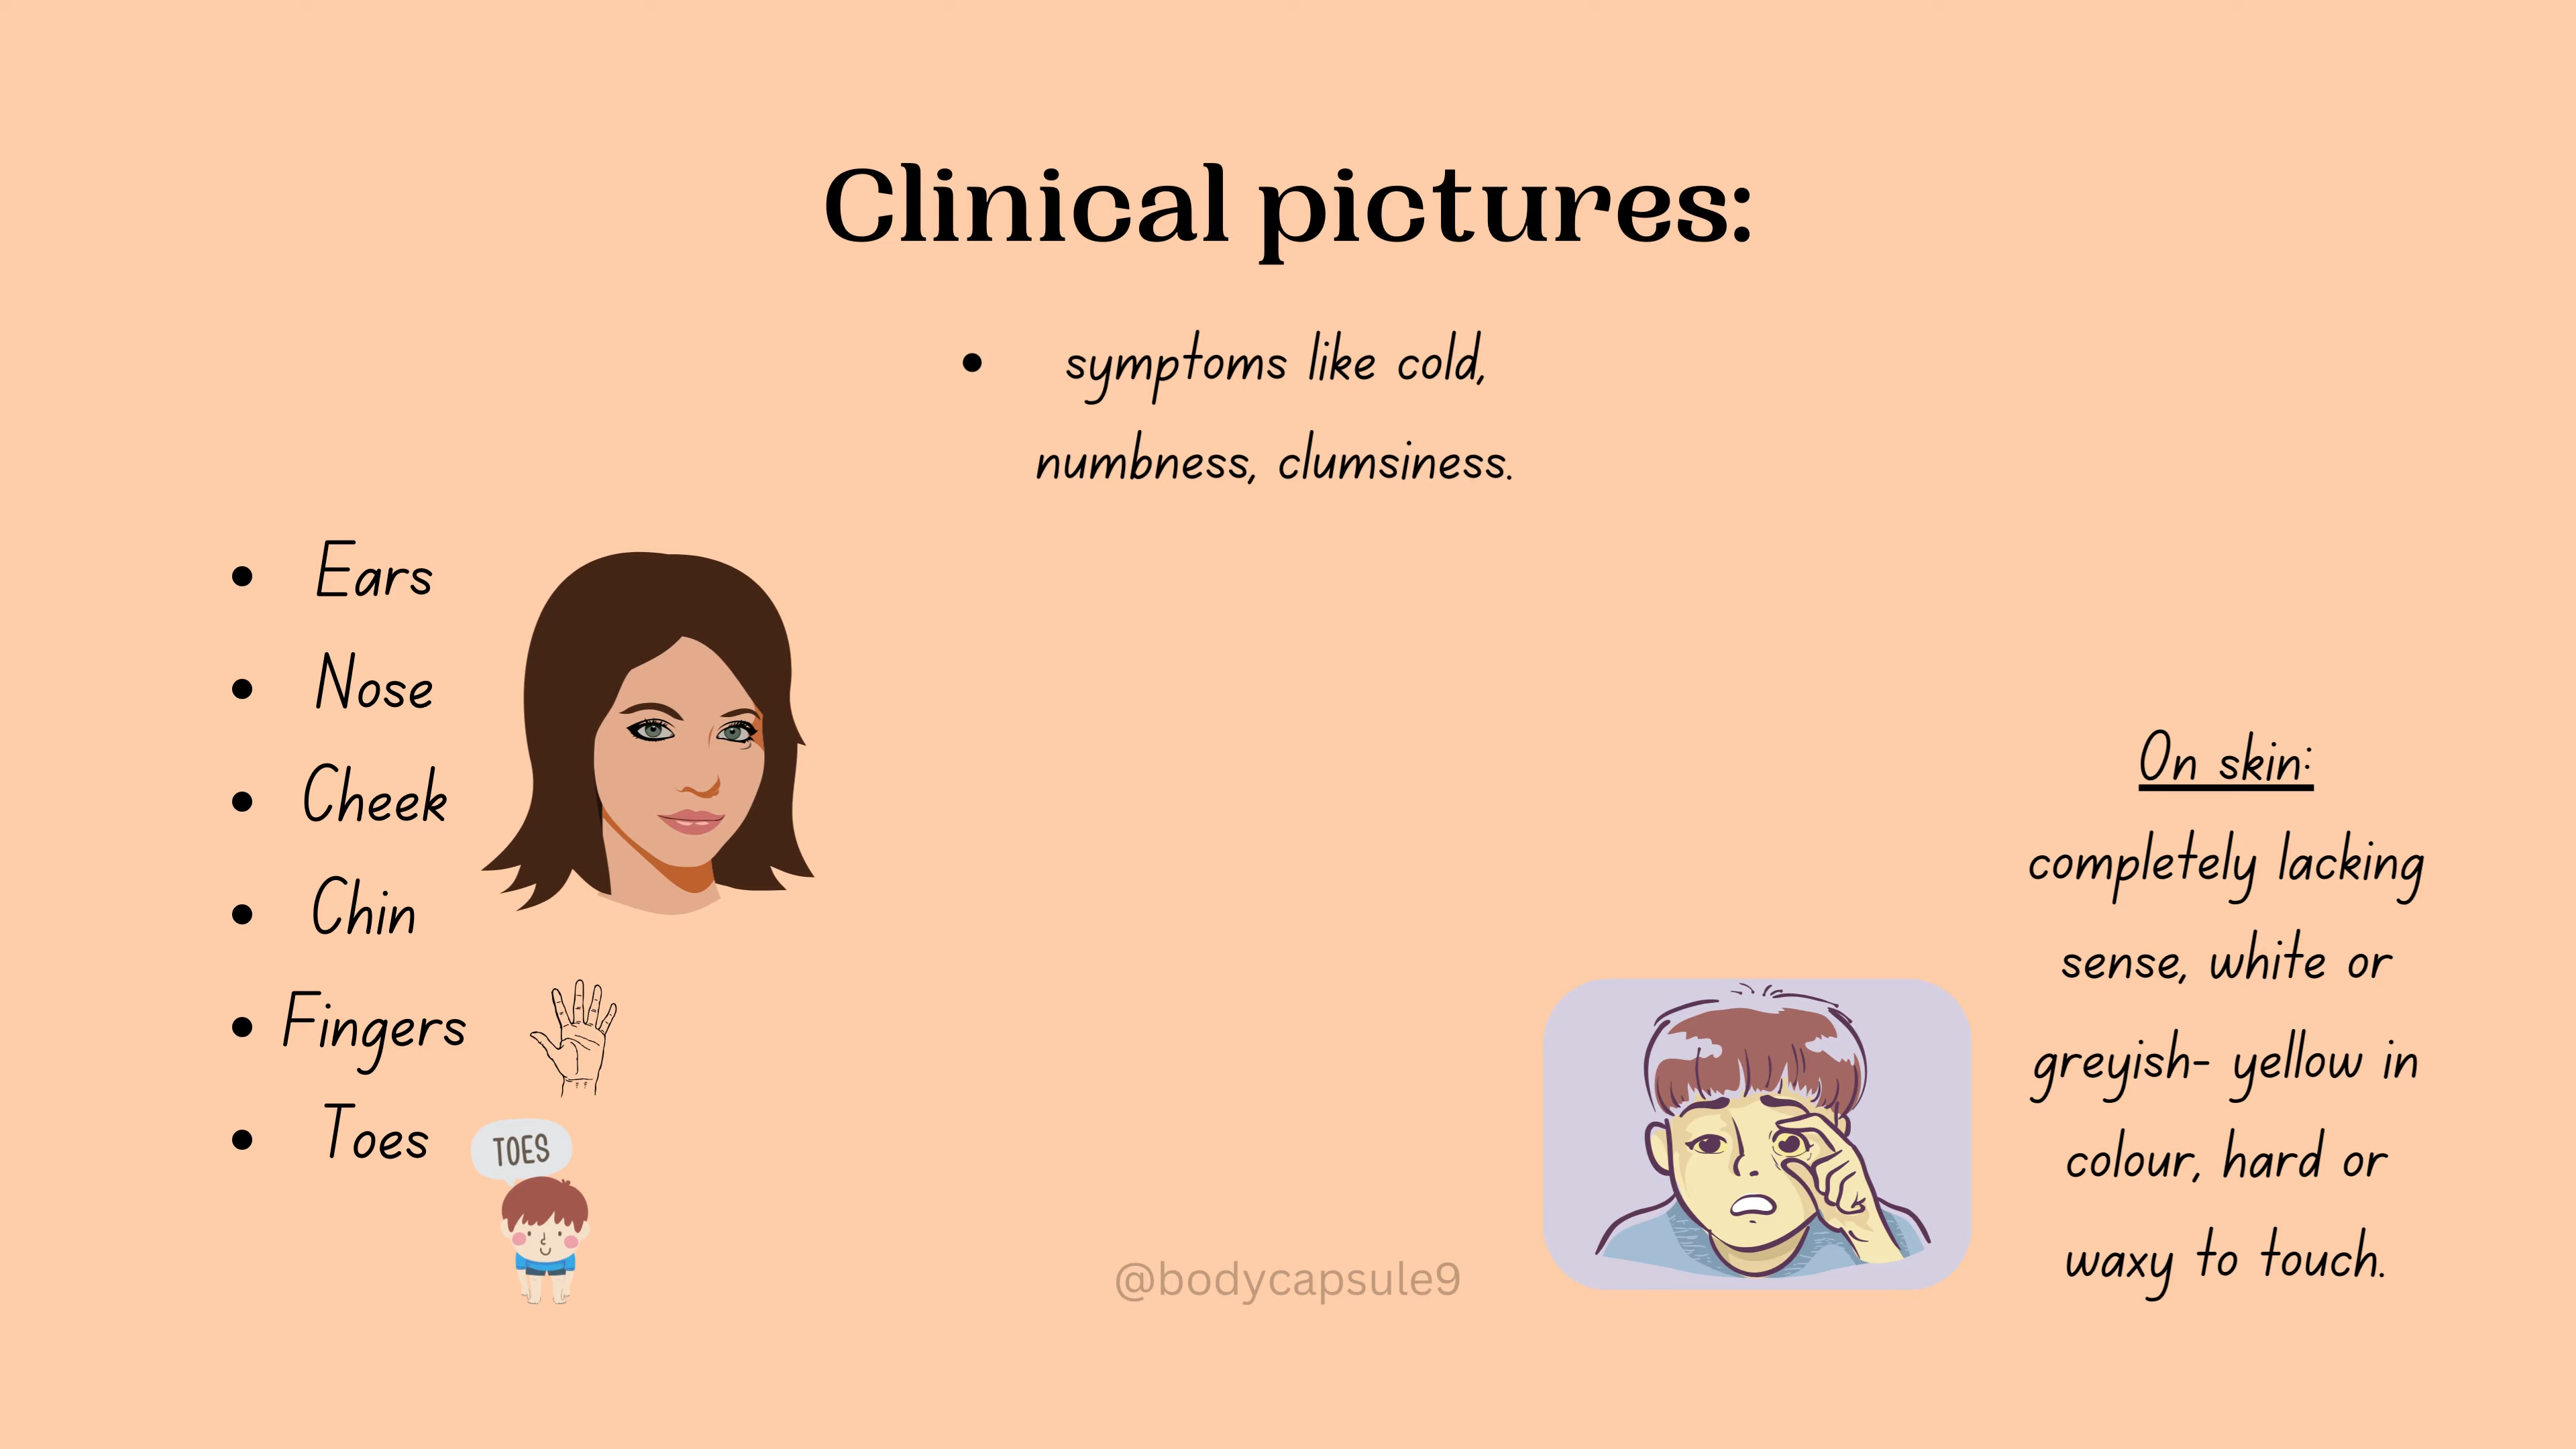 Clinical pictures:
• symptoms like cold,
numbness, clumsiness.
• Ears
• Nose
• Cheek
• Chin
• Fingers
• Toes
TOES
On skin:
completely lacking
sense, white or
greyish- yellow in
colour, hard or
waxy to touch.
@bodycapsule9